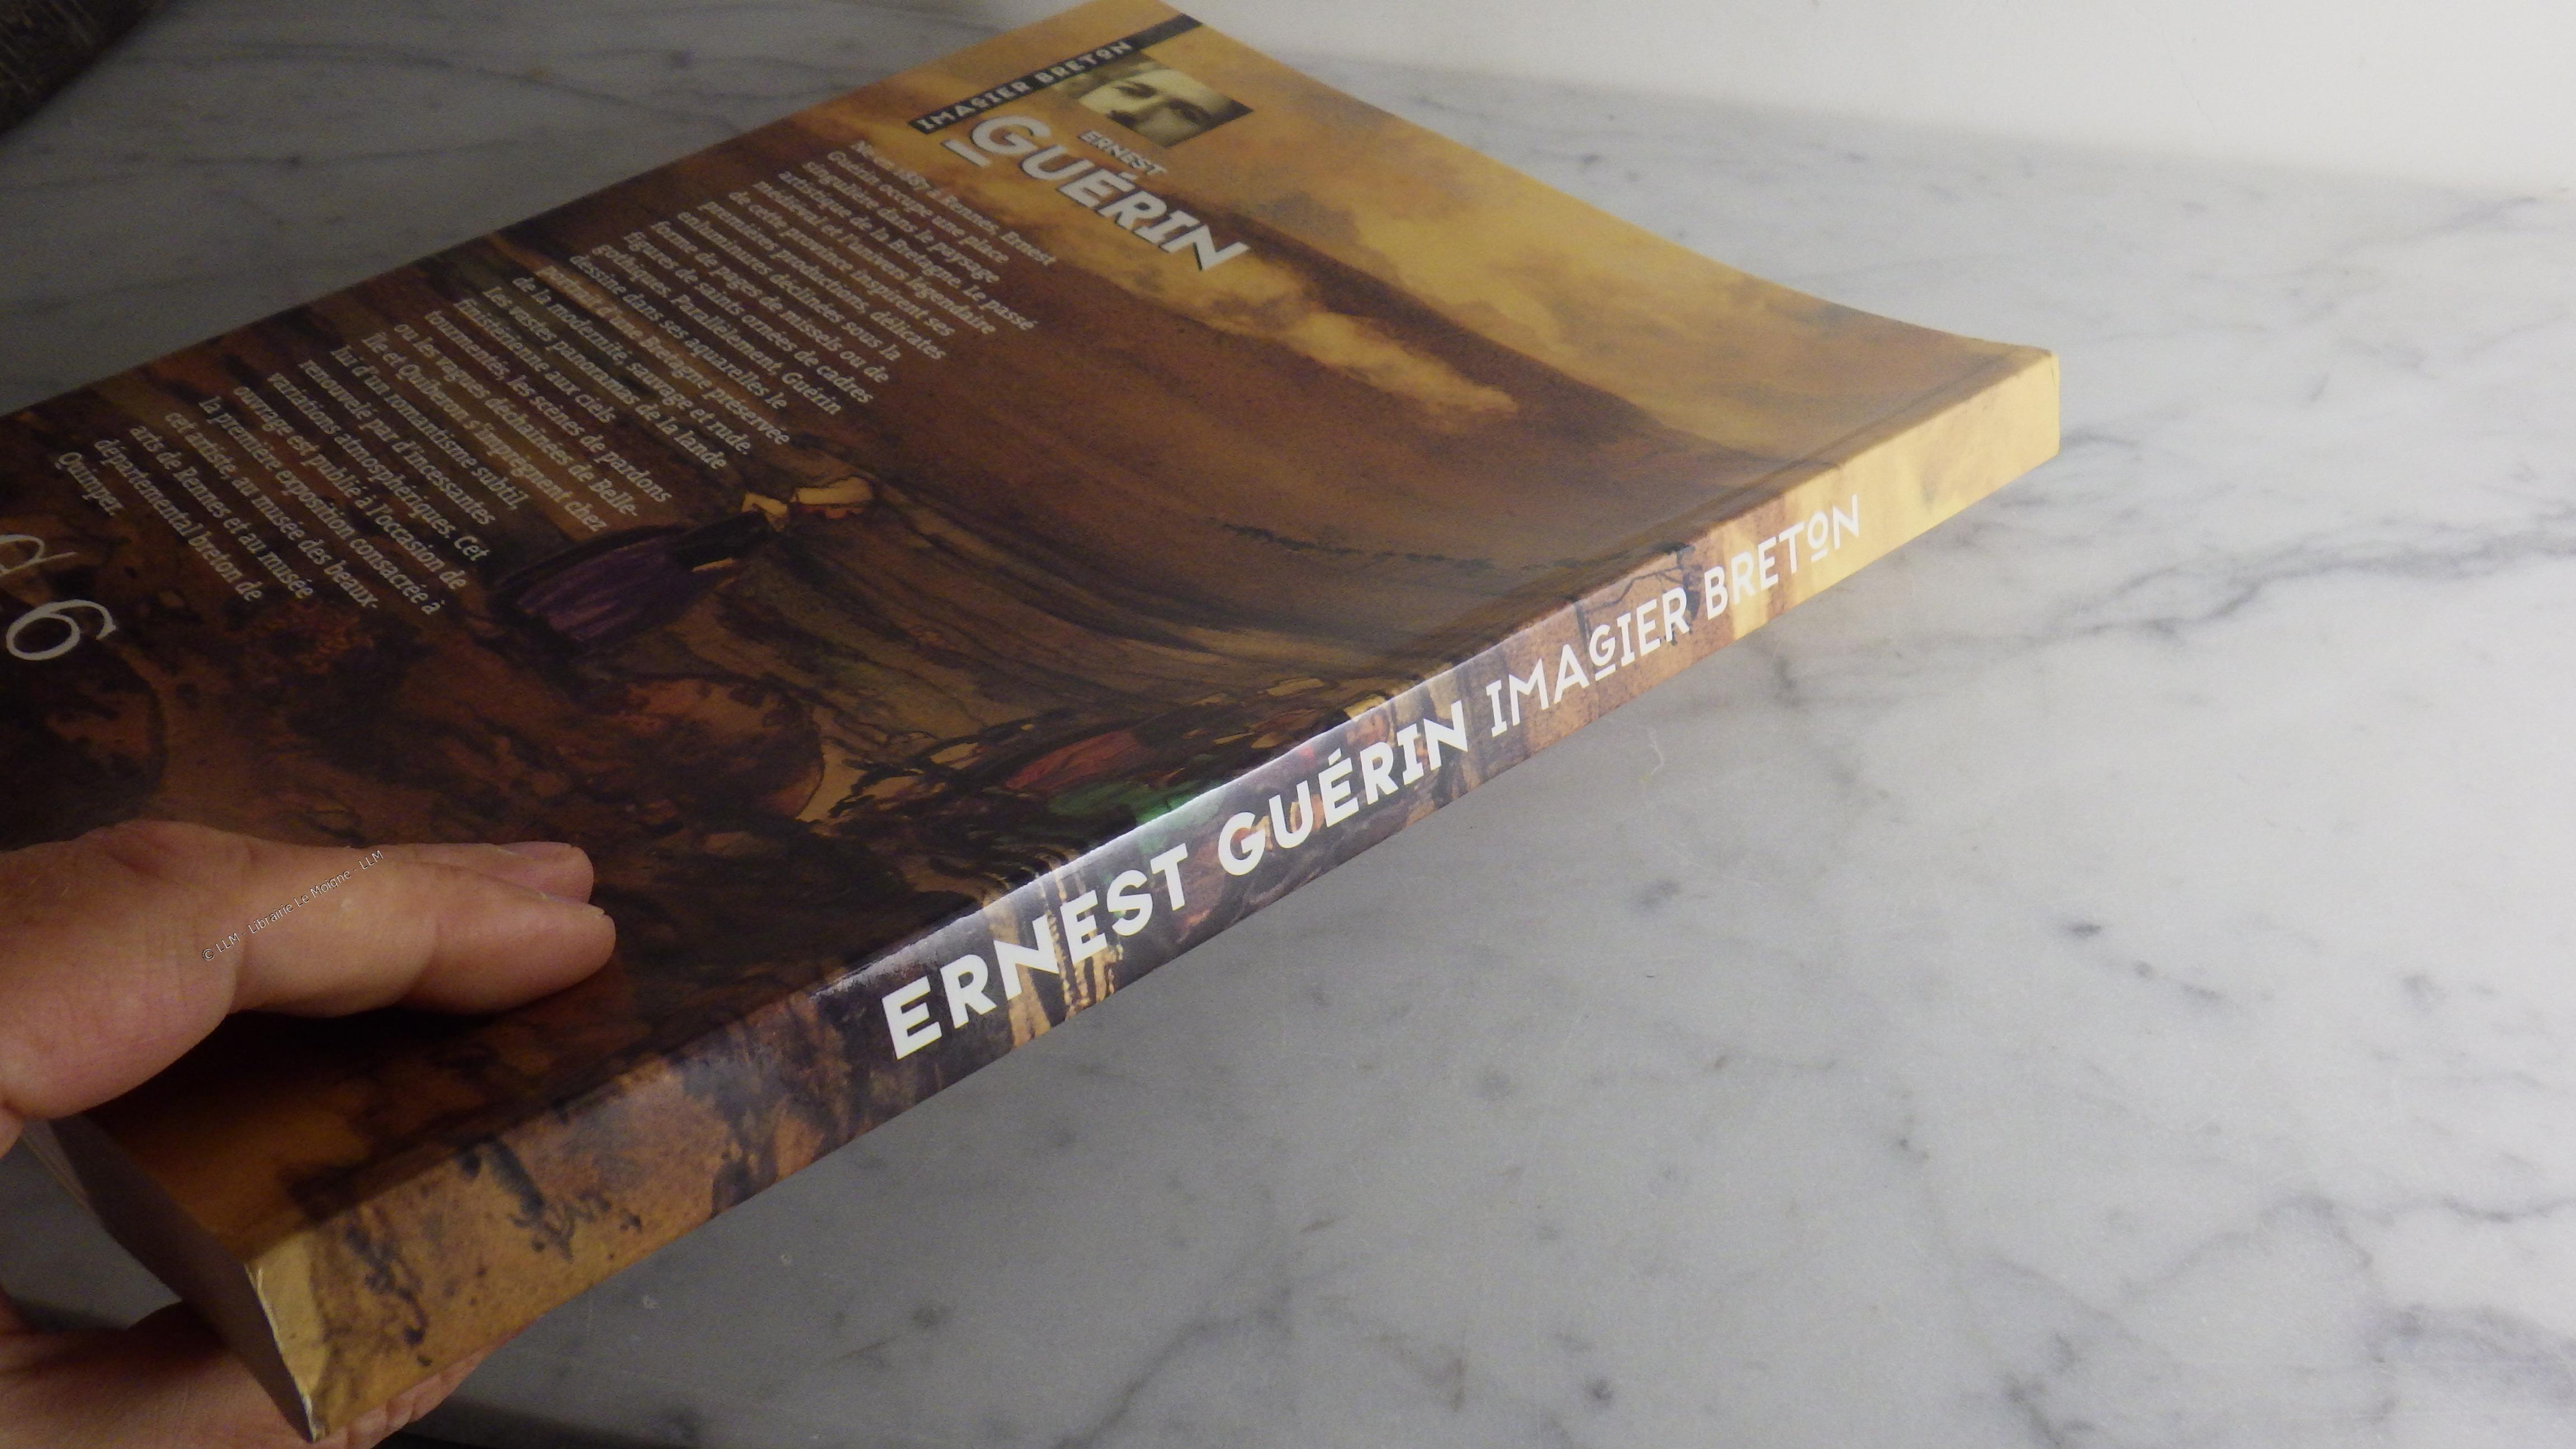 IMAGIER BRETON
ERNEST
GUÉRIN
Né en 1887 à Rennes, Ernest
Guérin occupe une place
singulière dans le paysage
artistique de la Bretagne. Le passé
médiéval et l'univers légendaire
de cette province inspirent ses
premières productions, délicates
enluminures déclinées sous la
forme de pages de missels ou de
figures de saints ornées de cadres
gothiques. Parallèlement, Guérin
dessine dans ses aquarelles le
portrait d'une Bretagne préservée
de la modernité, sauvage et rude.
Les vastes panoramas de la lande
finistérienne aux ciels
tourmentés, les scènes de pardons
ou les vagues déchaînées de Belle-
Île et Quiberon s'imprègnent chez
lui d'un romantisme subtil,
renouvelé par d'incessantes
variations atmosphériques. Cet
ouvrage est publié à l'occasion de
la première exposition consacrée à
cet artiste, au musée des beaux-
arts de Rennes et au musée
départemental breton de
Quimper.
ERNEST GUÉRIN IMAGIER BRETON
© LLM - Librairie Le Moigne - LLM